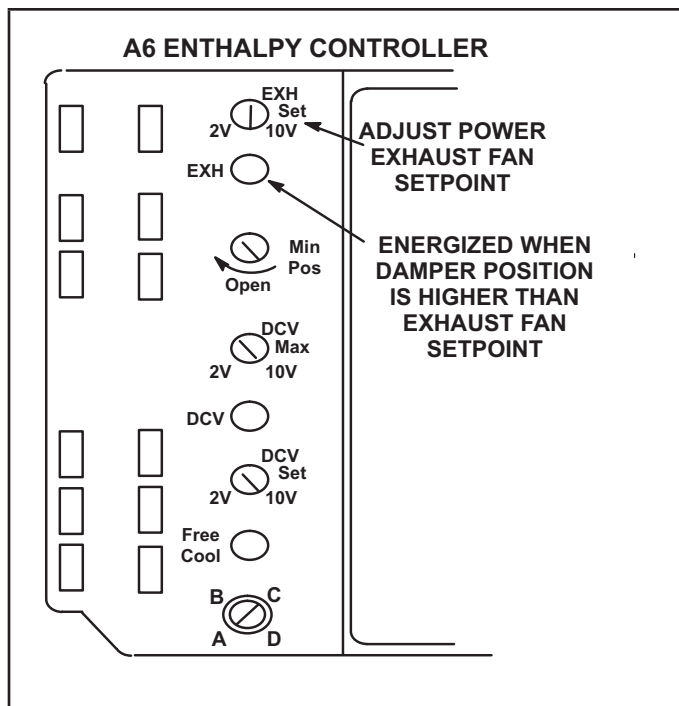 A6 ENTHALPY CONTROLLER
EXH
Set
2V 10V
ADJUST POWER
EXHAUST FAN
SETPOINT
EXH
ENERGIZED WHEN
DAMPER POSITION
IS HIGHER THAN
EXHAUST FAN
SETPOINT
Min
Pos
Open
DCV
Max
2V 10V
DCV
DCV
Set
2V 10V
Free
Cool
B C
A D